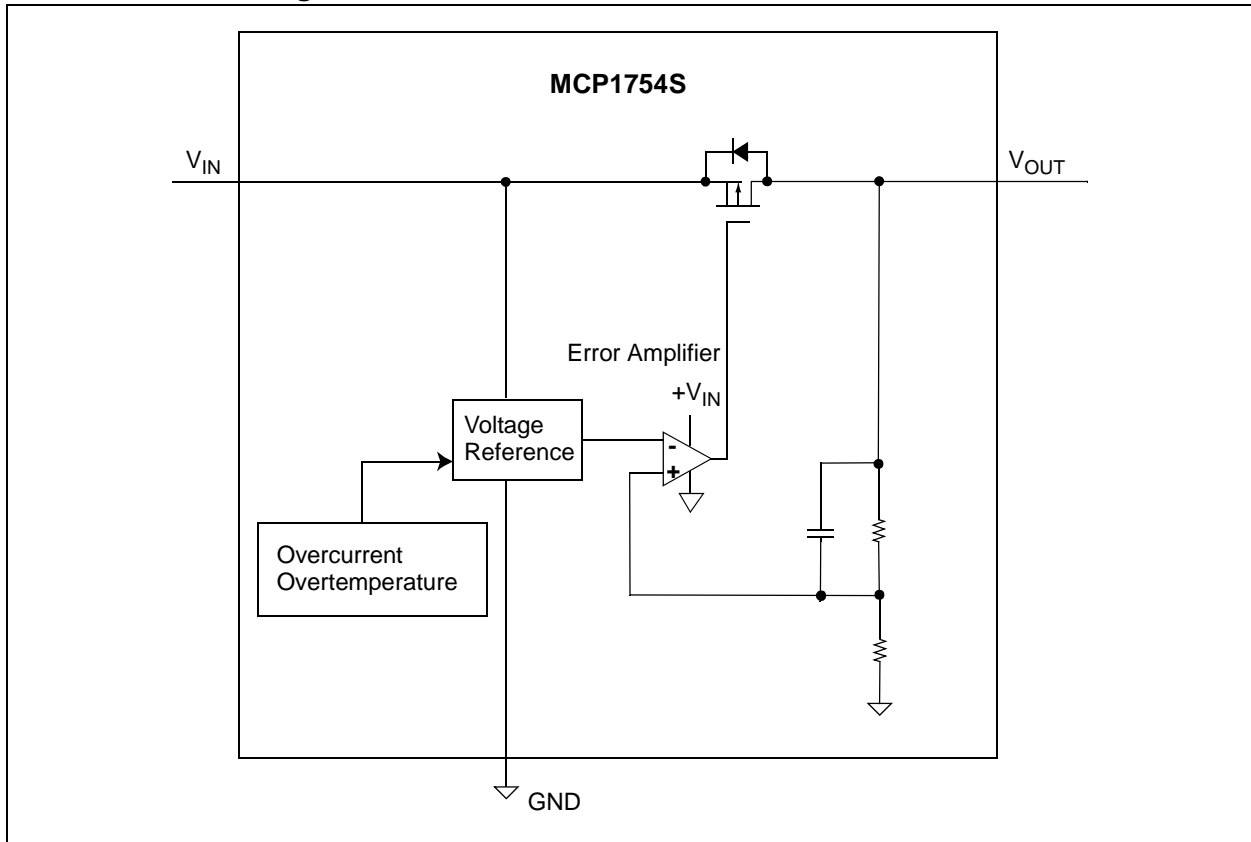 MCP1754S
V_IN
V_OUT
Error Amplifier
+V_IN
Voltage
Reference
-
+
Overcurrent
Overtemperature
GND